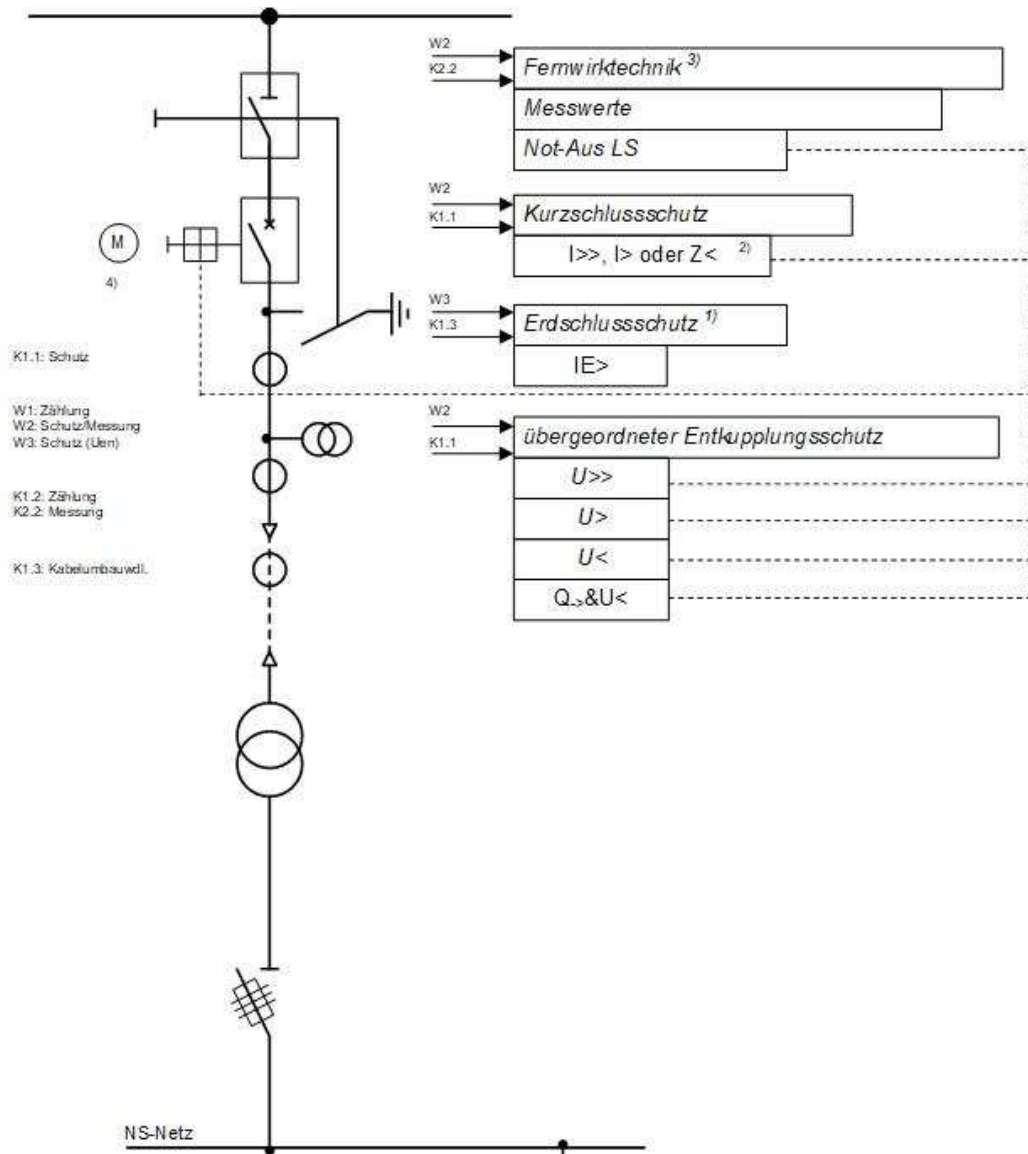 W2
K2.2
Fernwirktechnik 3)
Messwerte
Not-Aus LS
W2
K1.1
Kurzschlussschutz
I>>, I> oder Z< 2)
M
4)
W3
K1.3
Erdschlussschutz 1)
IE>
K1.1: Schutz
W1: Zählung
W2: Schutz/Messung
W3: Schutz (Uen)
W2
K1.1
übergeordneter Entkupplungsschutz
U>>
U>
U<
Q->&U<
K1.2: Zählung
K2.2: Messung
K1.3: Kabelumbauwdl.
NS-Netz